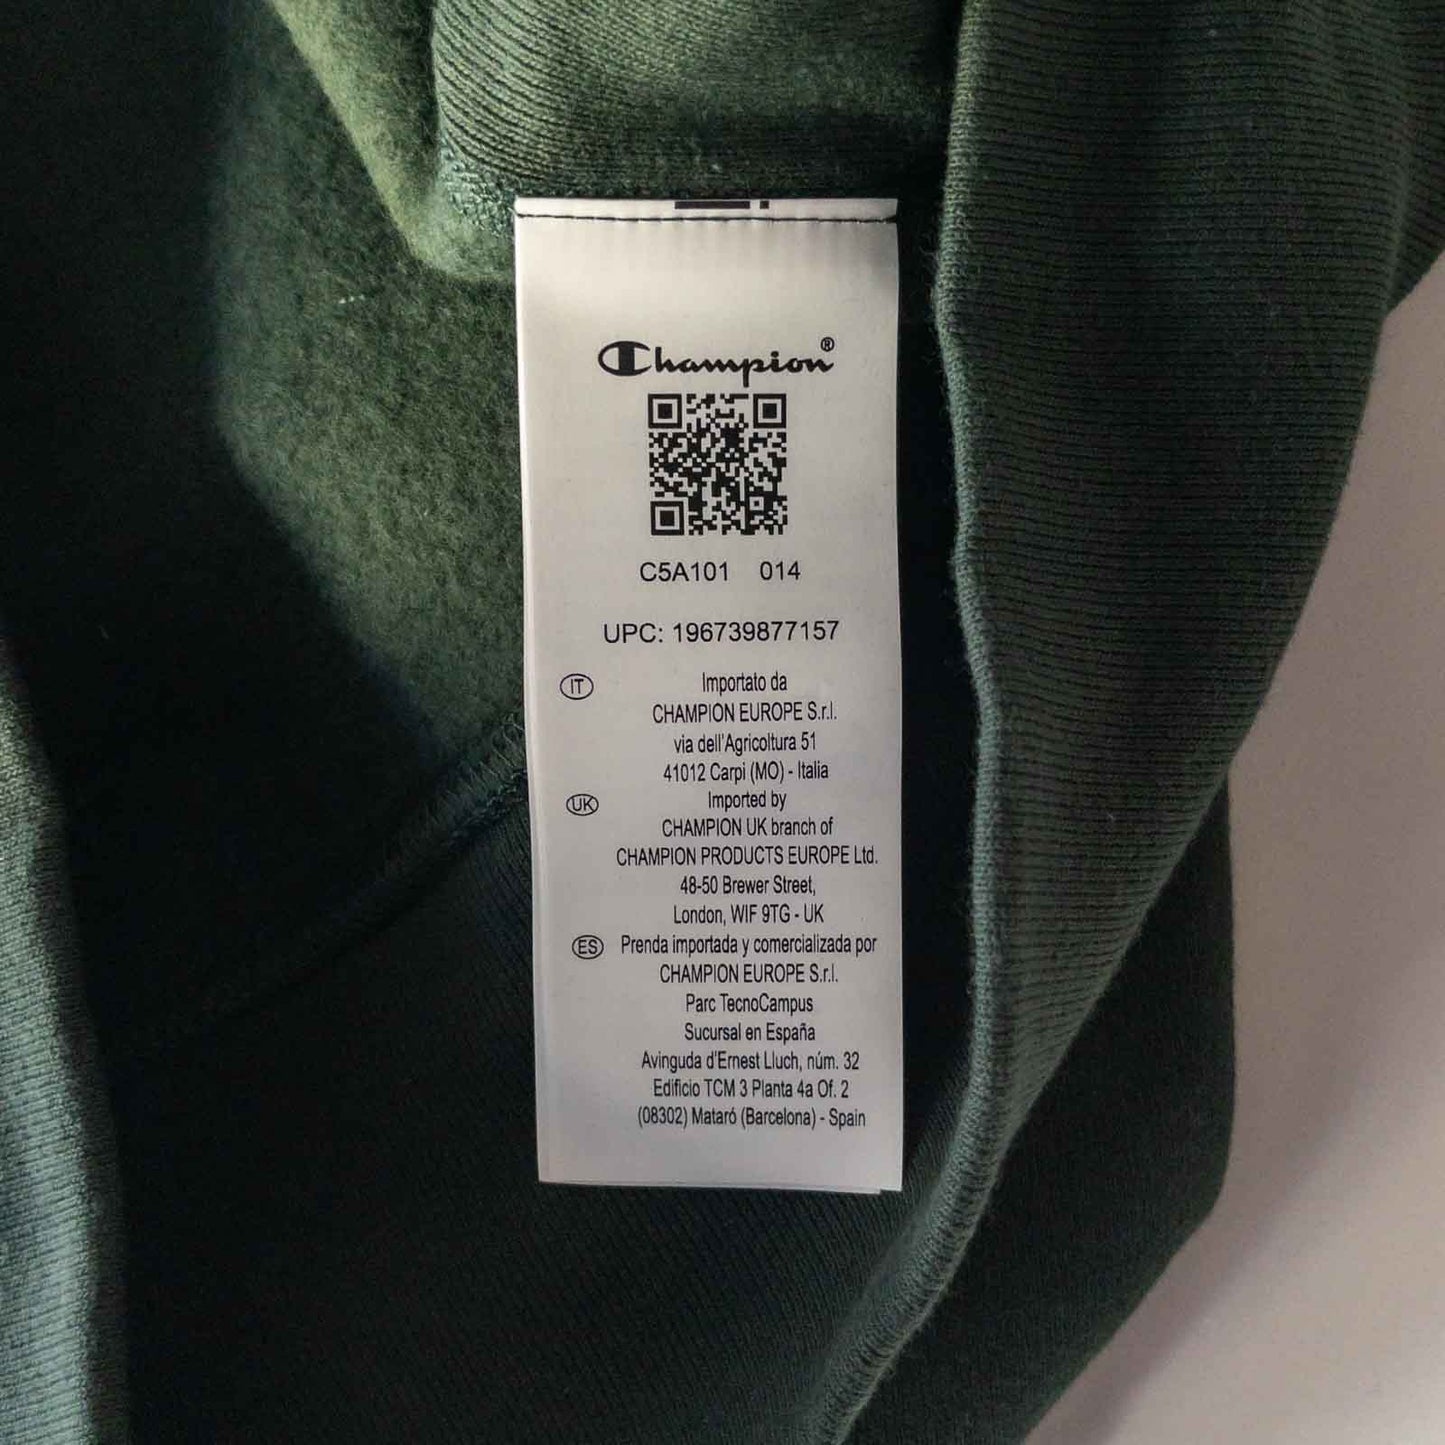 Champion®
C5A101 014
UPC: 196739877157
IT Importato da
CHAMPION EUROPE S.r.l.
via dell'Agricoltura 51
41012 Carpi (MO) - Italia
UK Imported by
CHAMPION UK branch of
CHAMPION PRODUCTS EUROPE Ltd.
48-50 Brewer Street,
London, WIF 9TG - UK
ES Prenda importada y comercializada por
CHAMPION EUROPE S.r.l.
Parc TecnoCampus
Sucursal en España
Avinguda d'Ernest Lluch, núm. 32
Edificio TCM 3 Planta 4a Of. 2
(08302) Mataró (Barcelona) - Spain